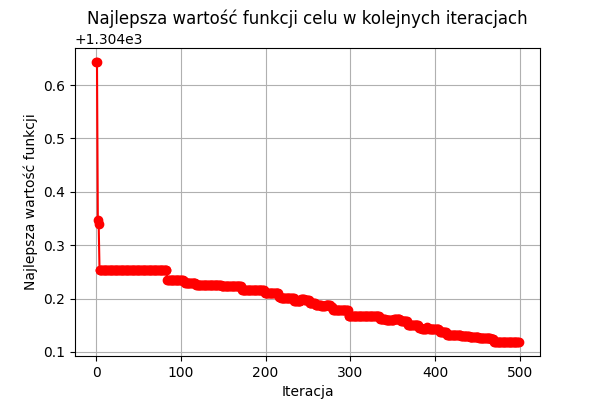 Najlepsza wartość funkcji celu w kolejnych iteracjach
+1.304e3
0.6
0.5
0.4
0.3
0.2
0.1
Najlepsza wartość funkcji
0 100 200 300 400 500
Iteracja